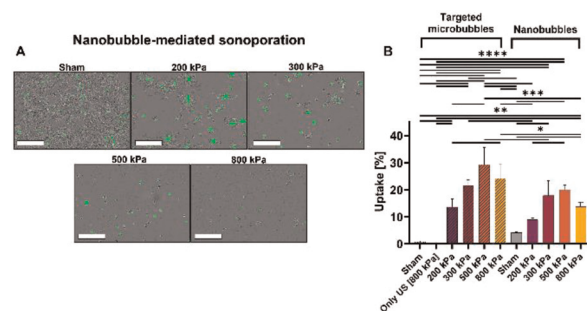 Nanobubble-mediated sonoporation
A
Sham
200 kPa
300 kPa
500 kPa
800 kPa
B
Targeted
microbubbles
Nanobubbles
****
***
**
*
Uptake [%]
40
30
20
10
0
Sham
Only US [800 kPa]
200 kPa
300 kPa
500 kPa
800 kPa
Sham
200 kPa
300 kPa
500 kPa
800 kPa